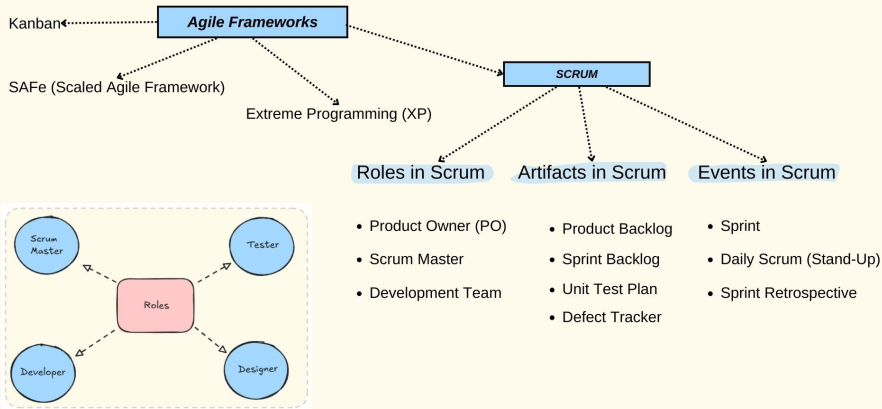 Agile Frameworks
Kanban
SAFe (Scaled Agile Framework)
Extreme Programming (XP)
SCRUM
Roles in Scrum
Product Owner (PO)
Scrum Master
Development Team
Artifacts in Scrum
Product Backlog
Sprint Backlog
Unit Test Plan
Defect Tracker
Events in Scrum
Sprint
Daily Scrum (Stand-Up)
Sprint Retrospective
Scrum
Master
Tester
Roles
Developer
Designer